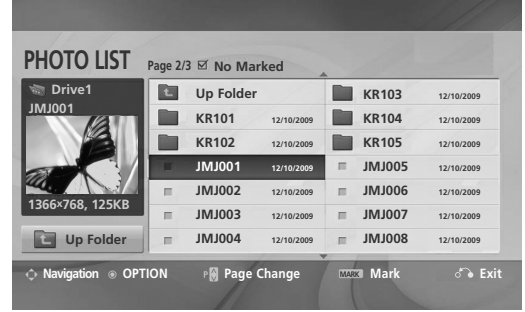 PHOTO LIST
Page 2/3 No Marked
Drive1
JMJ001
1366×768, 125KB
Up Folder
Up Folder
KR101 12/10/2009
KR102 12/10/2009
JMJ001 12/10/2009
JMJ002 12/10/2009
JMJ003 12/10/2009
JMJ004 12/10/2009
KR103 12/10/2009
KR104 12/10/2009
KR105 12/10/2009
JMJ005 12/10/2009
JMJ006 12/10/2009
JMJ007 12/10/2009
JMJ008 12/10/2009
Navigation OPTION P Page Change MARK Mark Exit